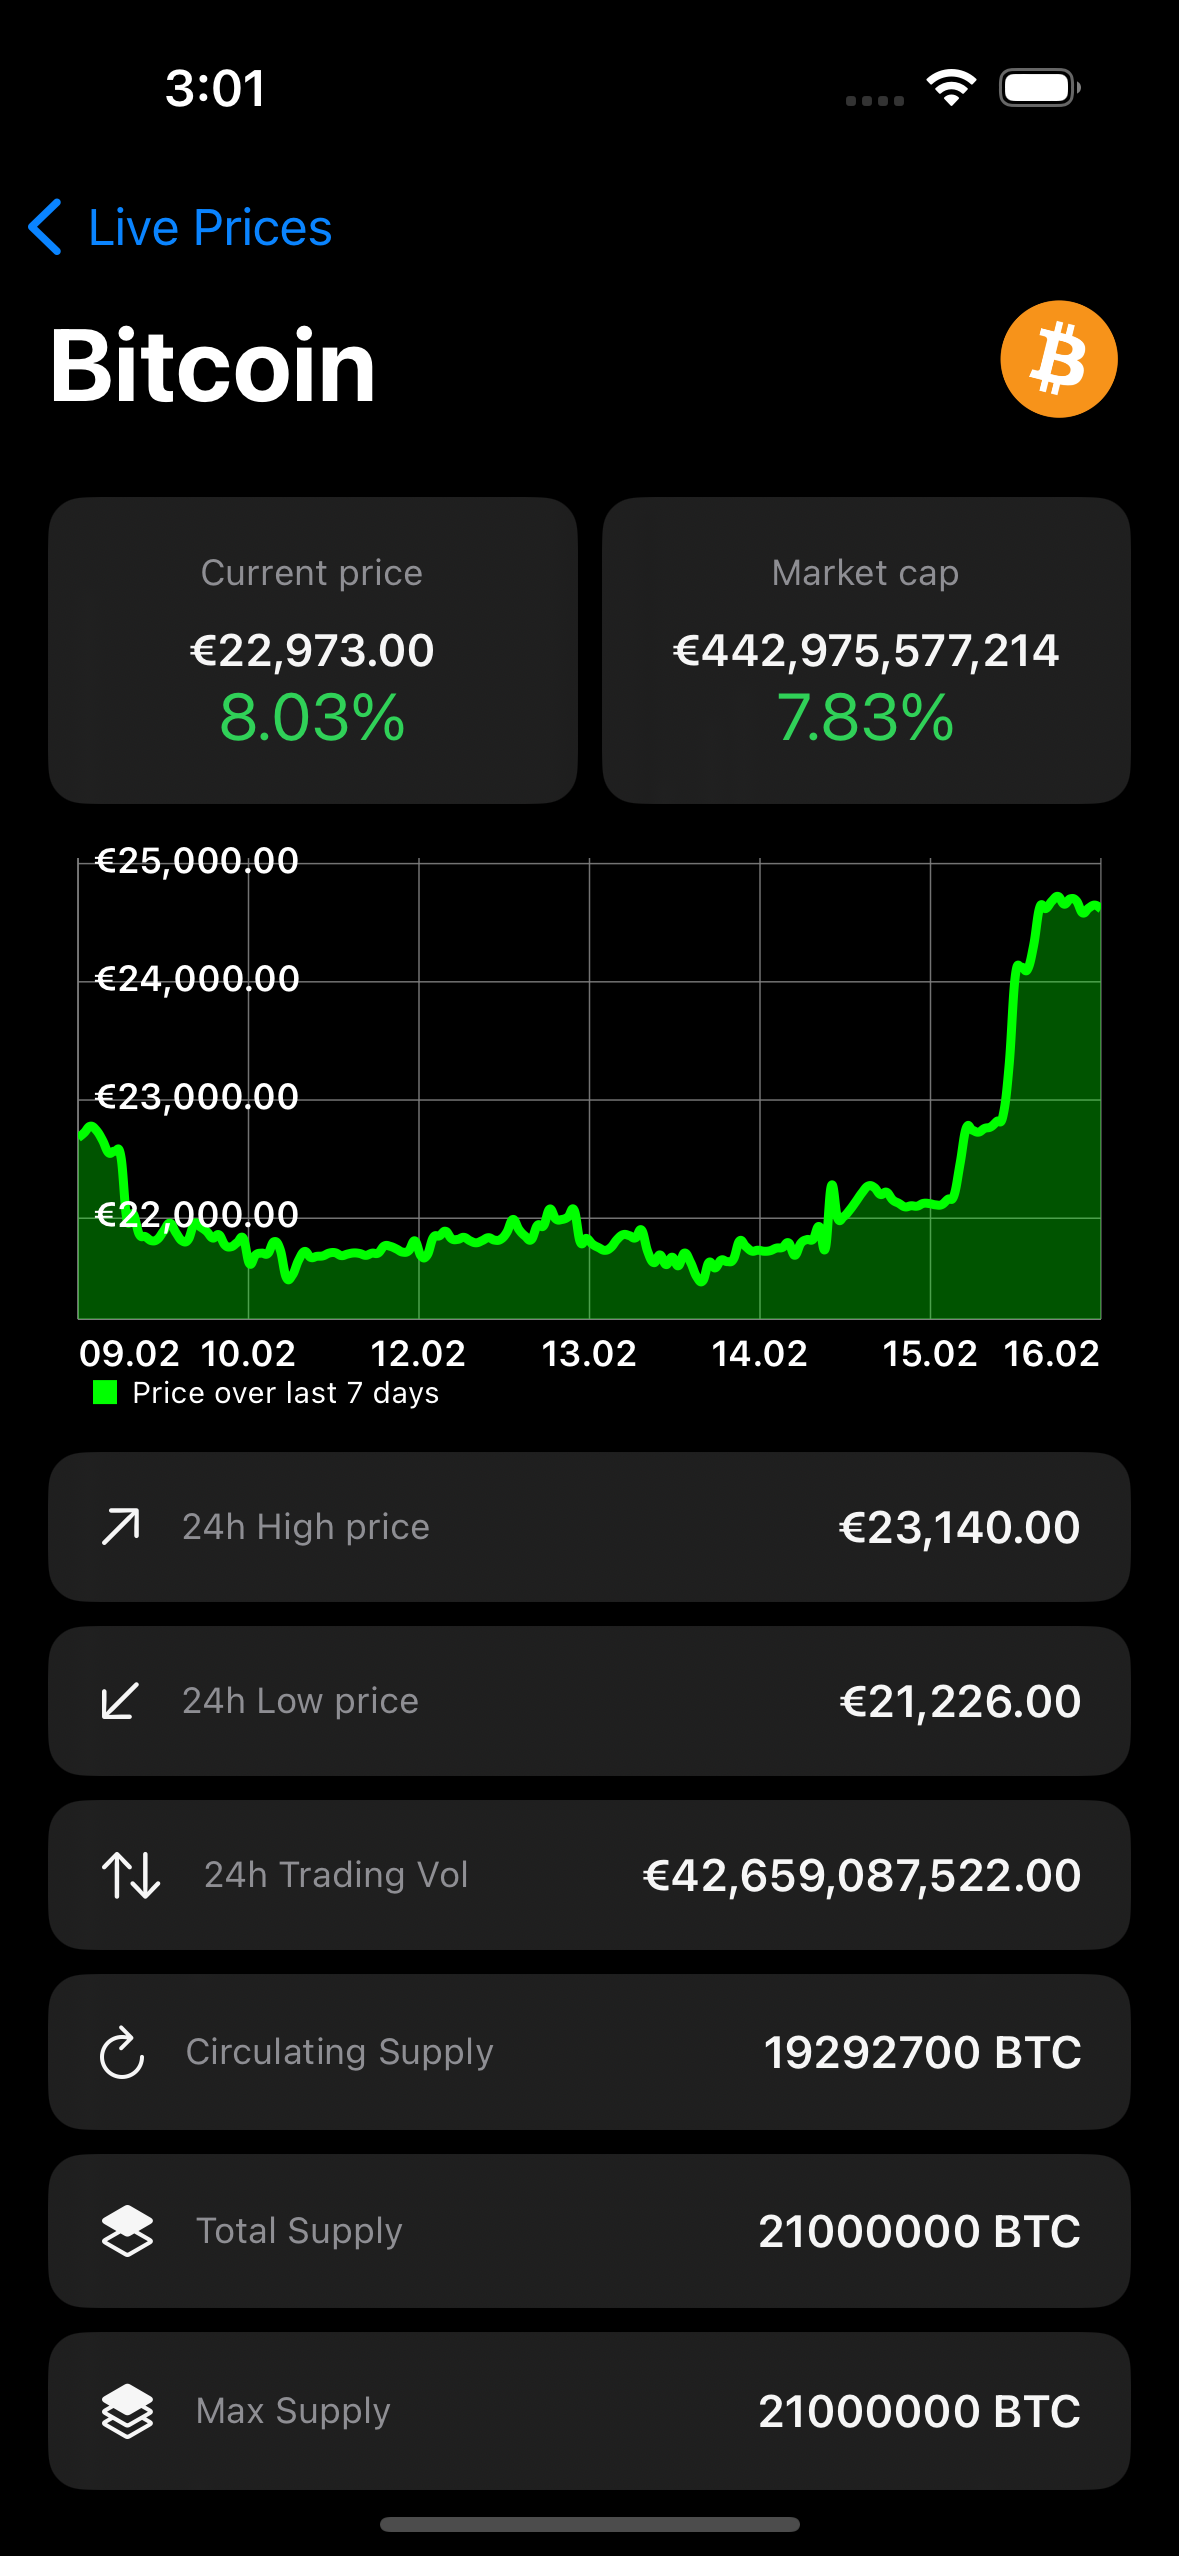 3:01
Live Prices
Bitcoin
Current price
€22,973.00
8.03%
Market cap
€442,975,577,214
7.83%
€25,000.00
€24,000.00
€23,000.00
€22,000.00
09.02 10.02 12.02 13.02 14.02 15.02 16.02
Price over last 7 days
24h High price €23,140.00
24h Low price €21,226.00
24h Trading Vol €42,659,087,522.00
Circulating Supply 19292700 BTC
Total Supply 21000000 BTC
Max Supply 21000000 BTC